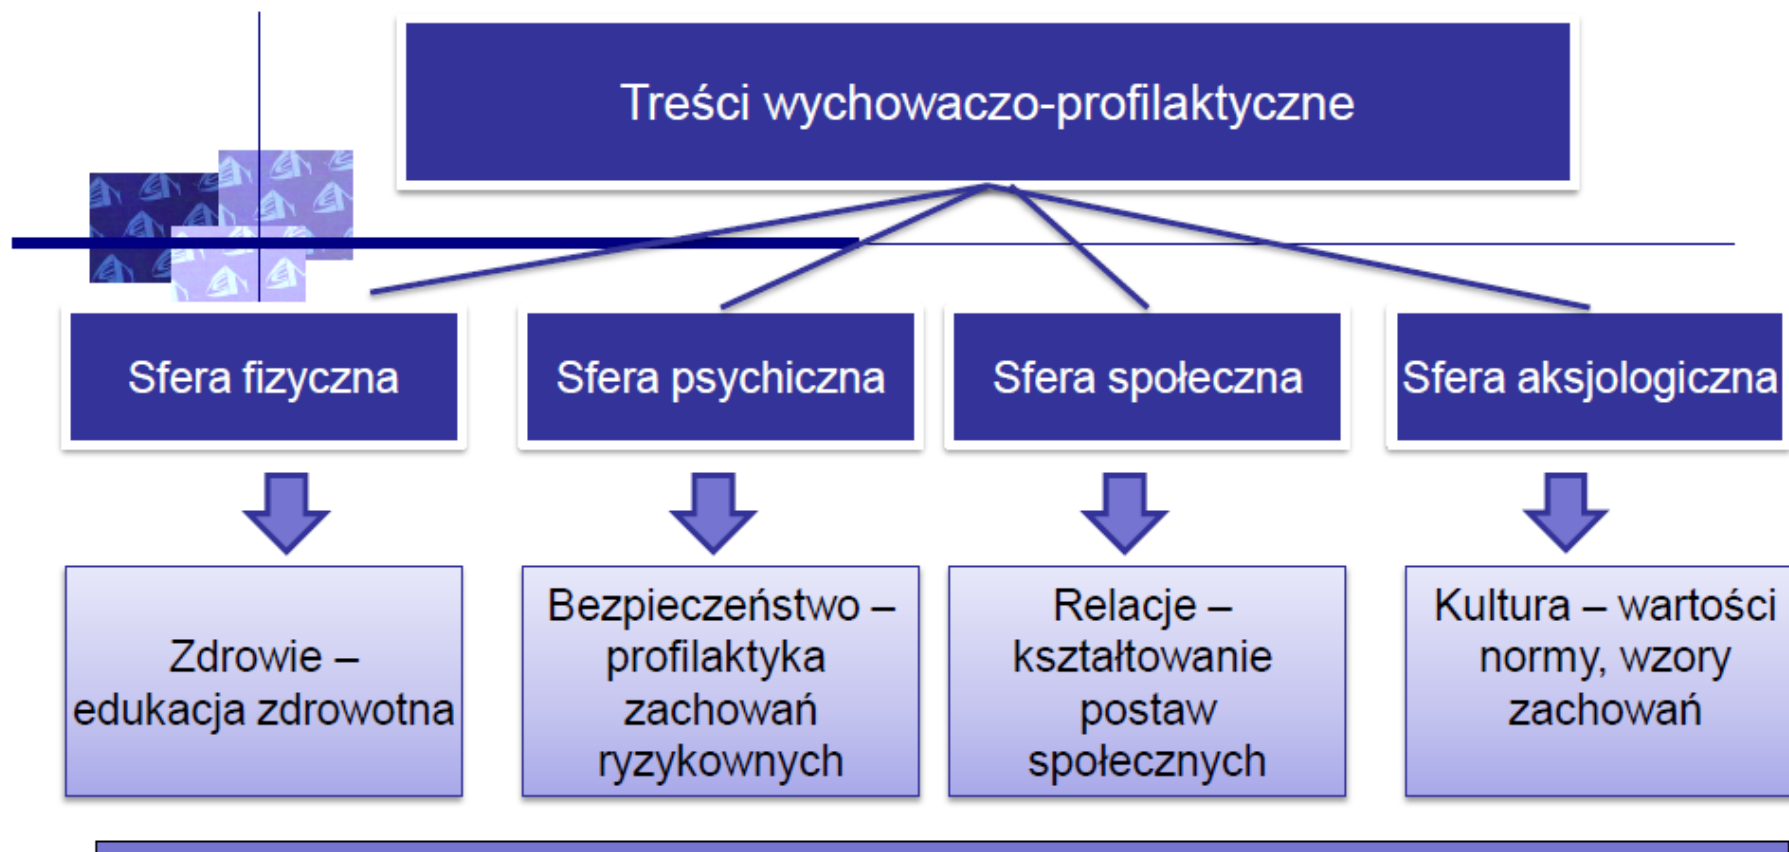 Treści wychowaczo-profilaktyczne
Sfera fizyczna
Sfera psychiczna
Sfera społeczna
Sfera aksjologiczna
Zdrowie –
edukacja zdrowotna
Bezpieczeństwo –
profilaktyka
zachowań
ryzykownych
Relacje –
kształtowanie
postaw
społecznych
Kultura – wartości
normy, wzory
zachowań